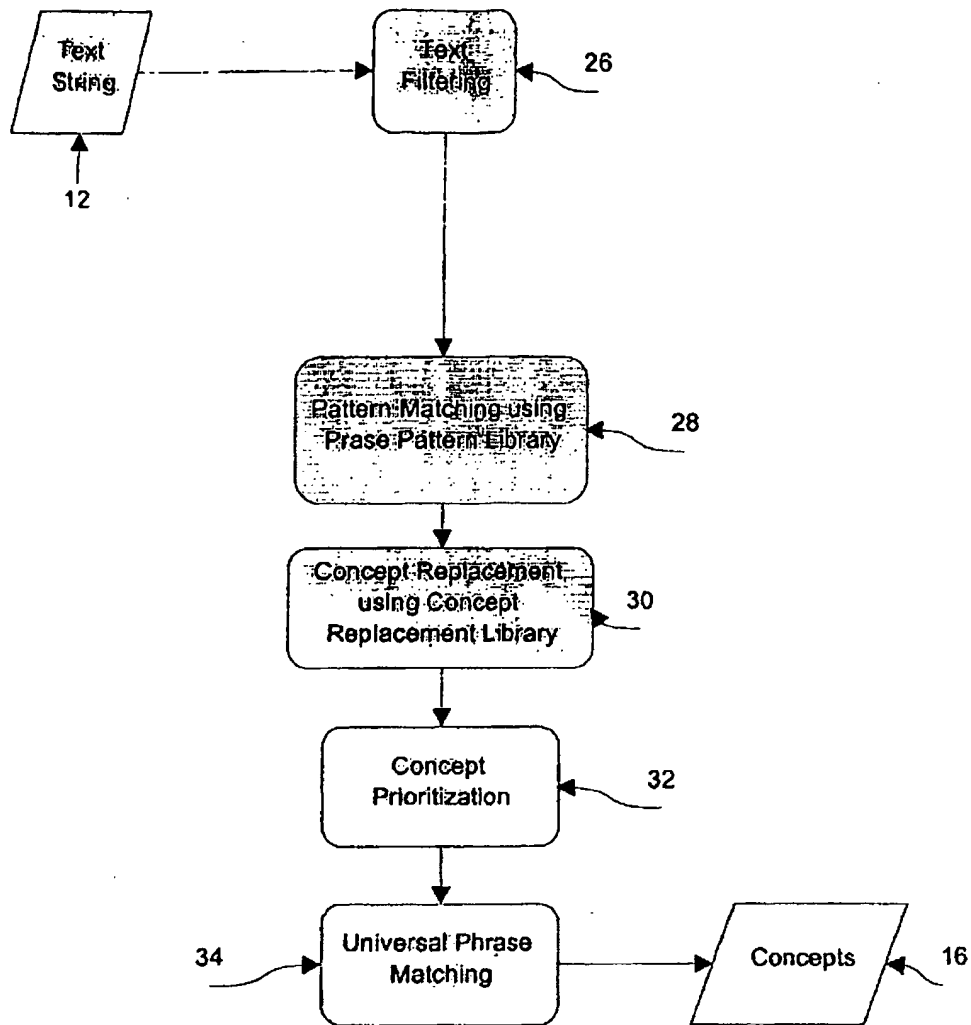 Text
String
Text
Filtering
26
12
Pattern Matching using
Prase Pattern Library
28
Concept Replacement
using Concept
Replacement Library
30
Concept
Prioritization
32
Universal Phrase
Matching
34
Concepts
16